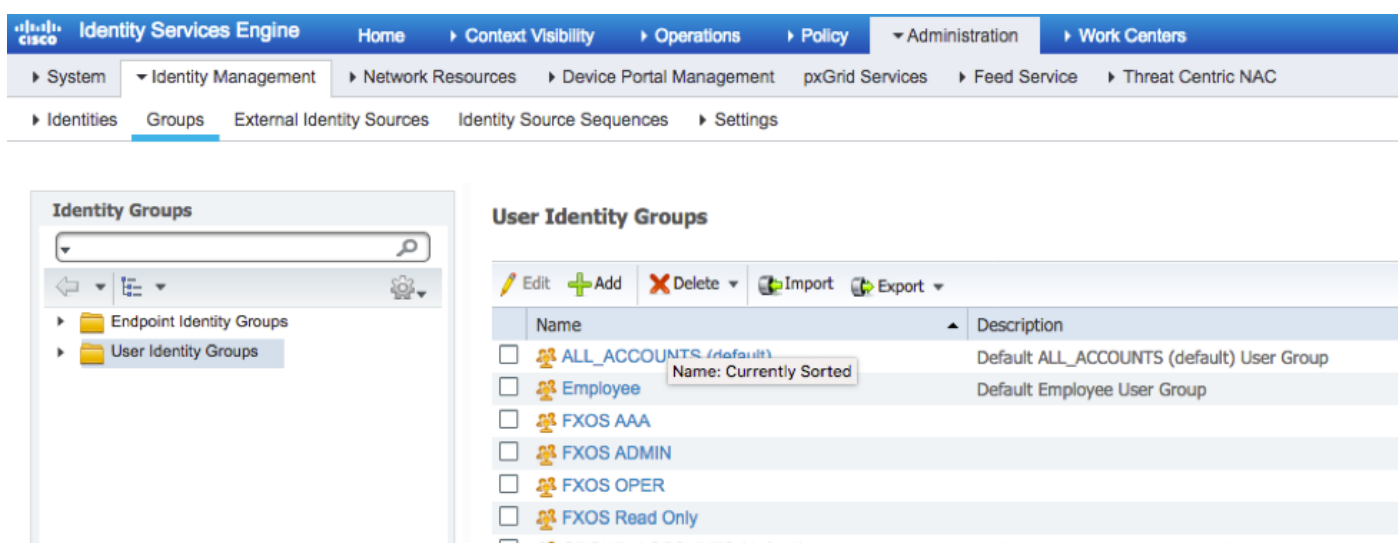 cisco Identity Services Engine Home Context Visibility Operations Policy Administration Work Centers
System Identity Management Network Resources Device Portal Management pxGrid Services Feed Service Threat Centric NAC
Identities Groups External Identity Sources Identity Source Sequences Settings
Identity Groups
Endpoint Identity Groups
User Identity Groups
User Identity Groups
Edit Add Delete Import Export
Name Description
ALL_ACCOUNTS (default) Default ALL_ACCOUNTS (default) User Group
Name: Currently Sorted
Employee Default Employee User Group
FXOS AAA
FXOS ADMIN
FXOS OPER
FXOS Read Only